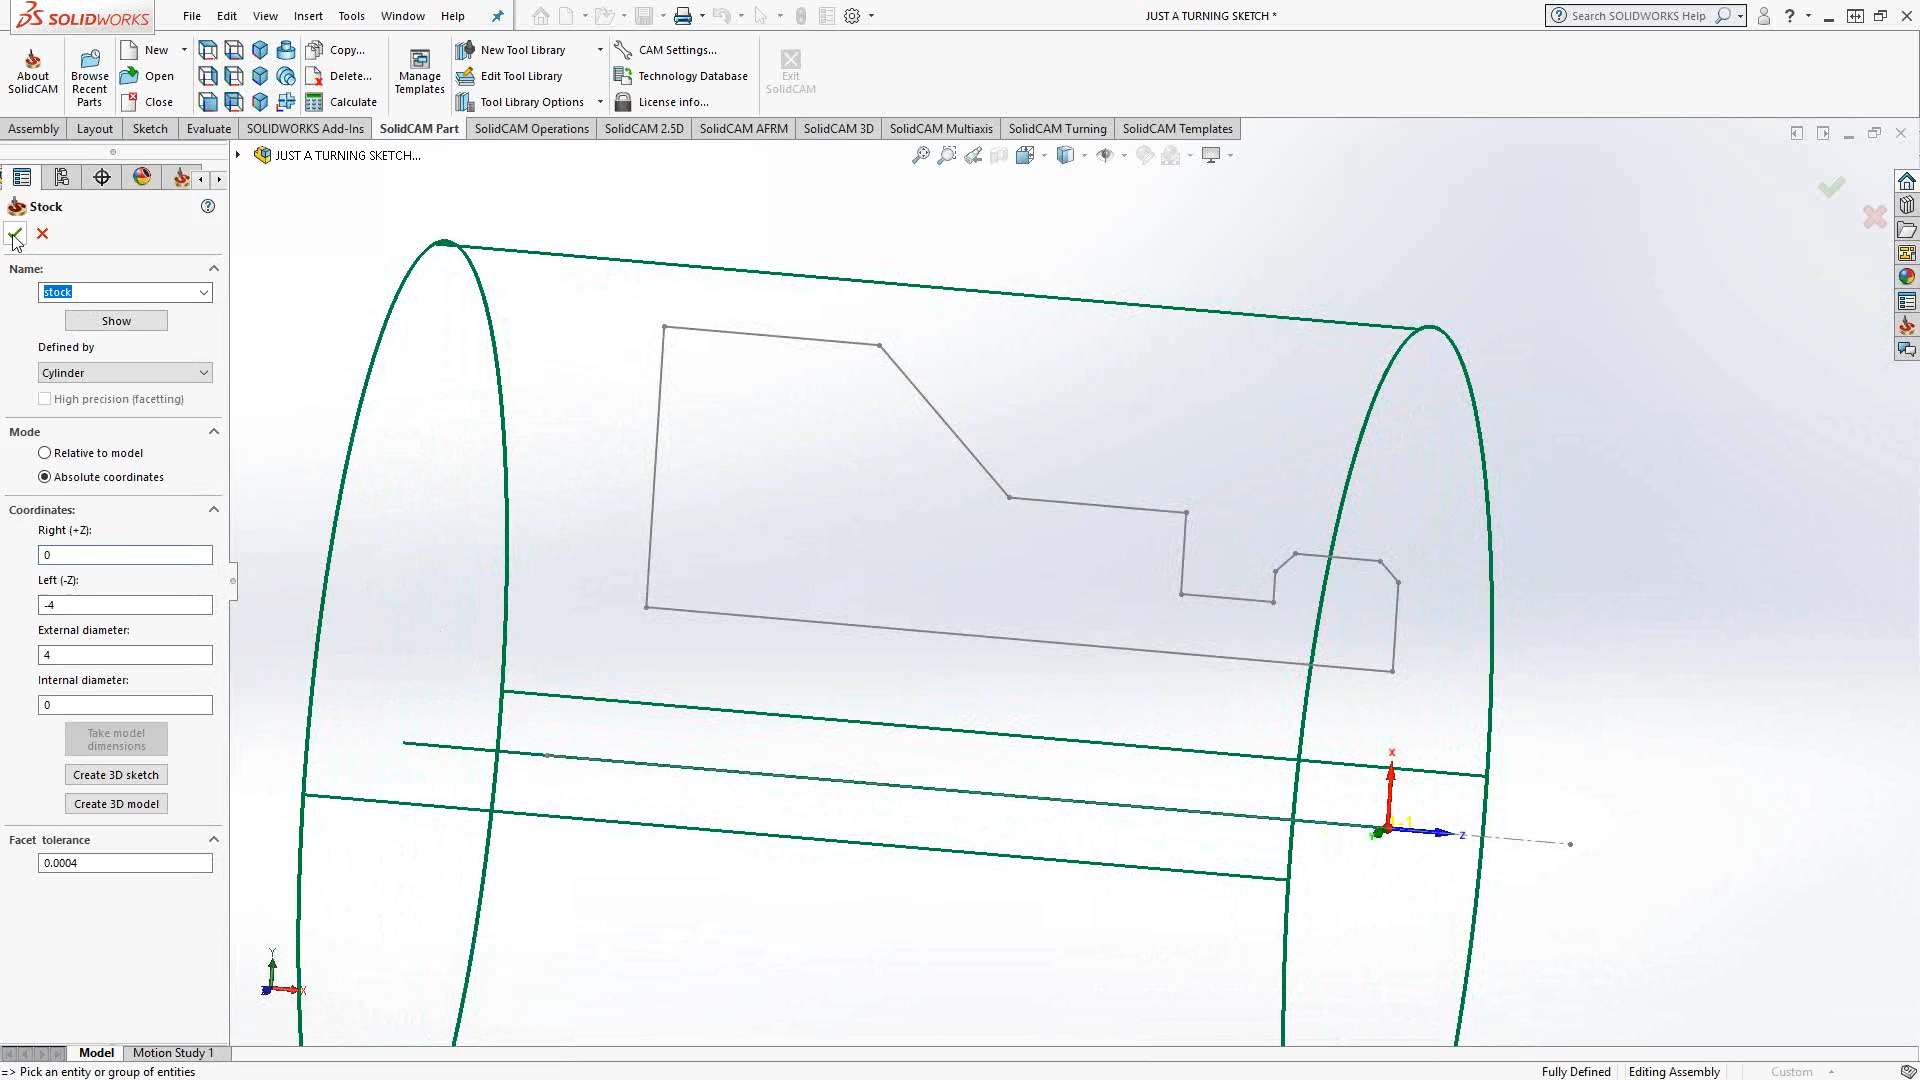 SOLIDWORKS File Edit View Insert Tools Window Help JUST A TURNING SKETCH * Search SOLIDWORKS Help ?
About SolidCAM
Browse Recent Parts
New
Open
Close
Copy...
Delete...
Calculate
Manage Templates
New Tool Library
Edit Tool Library
Tool Library Options
CAM Settings...
Technology Database
License info...
Exit SolidCAM
Assembly Layout Sketch Evaluate SOLIDWORKS Add-Ins SolidCAM Part SolidCAM Operations SolidCAM 2.5D SolidCAM AFRM SolidCAM 3D SolidCAM Multiaxis SolidCAM Turning SolidCAM Templates
JUST A TURNING SKETCH...
Stock ?
Name:
stock
Show
Defined by
Cylinder
High precision (facetting)
Mode
Relative to model
Absolute coordinates
Coordinates:
Right (+Z):
0
Left (-Z):
-4
External diameter:
4
Internal diameter:
0
Take model dimensions
Create 3D sketch
Create 3D model
Facet tolerance
0.0004
X
1-1
Y
Z
Y
X
Model Motion Study 1
=> Pick an entity or group of entities Fully Defined Editing Assembly Custom